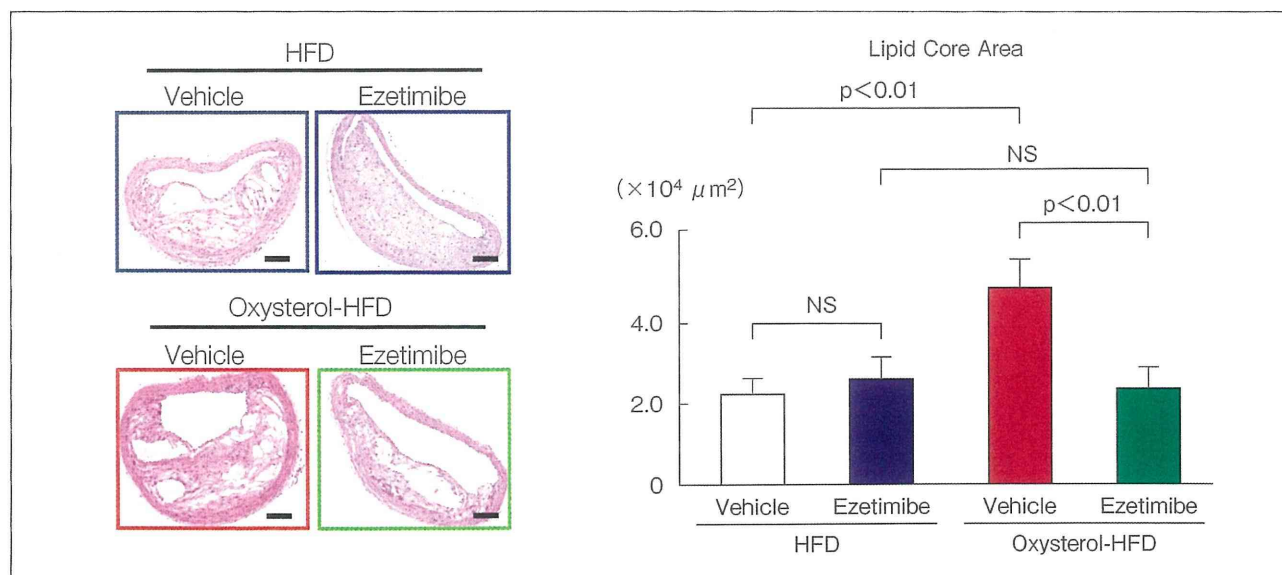 HFD
Vehicle Ezetimibe
Oxysterol-HFD
Vehicle Ezetimibe
Lipid Core Area
p<0.01
NS
(×10⁴ μm²)
p<0.01
6.0
NS
4.0
2.0
0
Vehicle Ezetimibe Vehicle Ezetimibe
HFD Oxysterol-HFD